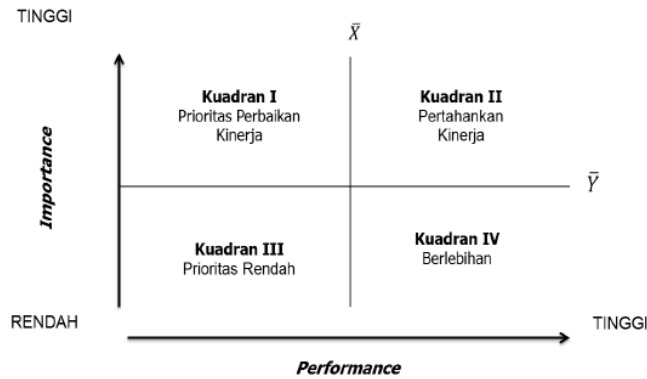 TINGGI
X̄
Kuadran I
Prioritas Perbaikan
Kinerja
Kuadran II
Pertahankan
Kinerja
Importance
Ȳ
Kuadran III
Prioritas Rendah
Kuadran IV
Berlebihan
RENDAH
TINGGI
Performance